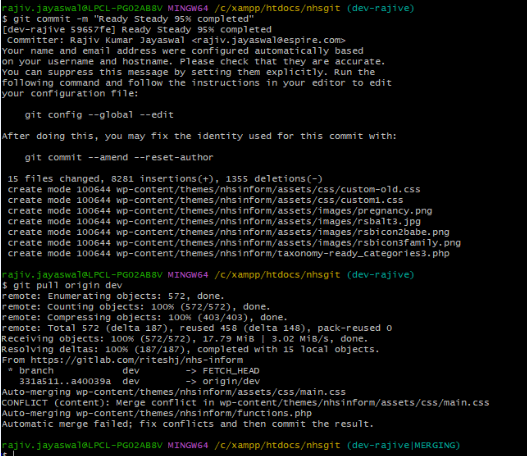 rajiv.jayaswal@LPCL-PG02AB8V MINGW64 /c/xampp/htdocs/nhsgit (dev-rajive)
$ git commit -m "Ready Steady 95% completed"
[dev-rajive 59657fe] Ready Steady 95% completed
Committer: Rajiv Kumar Jayaswal <rajiv.jayaswal@espire.com>
Your name and email address were configured automatically based
on your username and hostname. Please check that they are accurate.
You can suppress this message by setting them explicitly. Run the
following command and follow the instructions in your editor to edit
your configuration file:
git config --global --edit
After doing this, you may fix the identity used for this commit with:
git commit --amend --reset-author
15 files changed, 8281 insertions(+), 1355 deletions(-)
create mode 100644 wp-content/themes/nhsinform/assets/css/custom-old.css
create mode 100644 wp-content/themes/nhsinform/assets/css/custom1.css
create mode 100644 wp-content/themes/nhsinform/assets/images/pregnancy.png
create mode 100644 wp-content/themes/nhsinform/assets/images/rsbalt3.jpg
create mode 100644 wp-content/themes/nhsinform/assets/images/rsbicon2babe.png
create mode 100644 wp-content/themes/nhsinform/assets/images/rsbicon3family.png
create mode 100644 wp-content/themes/nhsinform/taxonomy-ready_categories3.php
rajiv.jayaswal@LPCL-PG02AB8V MINGW64 /c/xampp/htdocs/nhsgit (dev-rajive)
$ git pull origin dev
remote: Enumerating objects: 572, done.
remote: Counting objects: 100% (572/572), done.
remote: Compressing objects: 100% (403/403), done.
remote: Total 572 (delta 187), reused 458 (delta 148), pack-reused 0
Receiving objects: 100% (572/572), 17.79 MiB | 3.02 MiB/s, done.
Resolving deltas: 100% (187/187), completed with 15 local objects.
From https://gitlab.com/riteshj/nhs-inform
* branch dev -> FETCH_HEAD
331a511..a40039a dev -> origin/dev
Auto-merging wp-content/themes/nhsinform/assets/css/main.css
CONFLICT (content): Merge conflict in wp-content/themes/nhsinform/assets/css/main.css
Auto-merging wp-content/themes/nhsinform/functions.php
Automatic merge failed; fix conflicts and then commit the result.
rajiv.jayaswal@LPCL-PG02AB8V MINGW64 /c/xampp/htdocs/nhsgit (dev-rajive|MERGING)
$